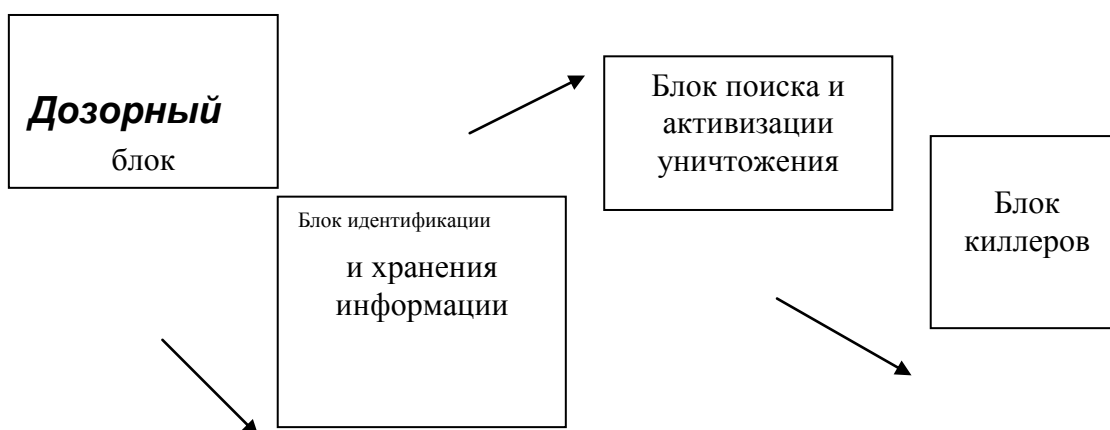 Дозорный
блок
Блок идентификации
и хранения
информации
Блок поиска и
активизации
уничтожения
Блок
киллеров